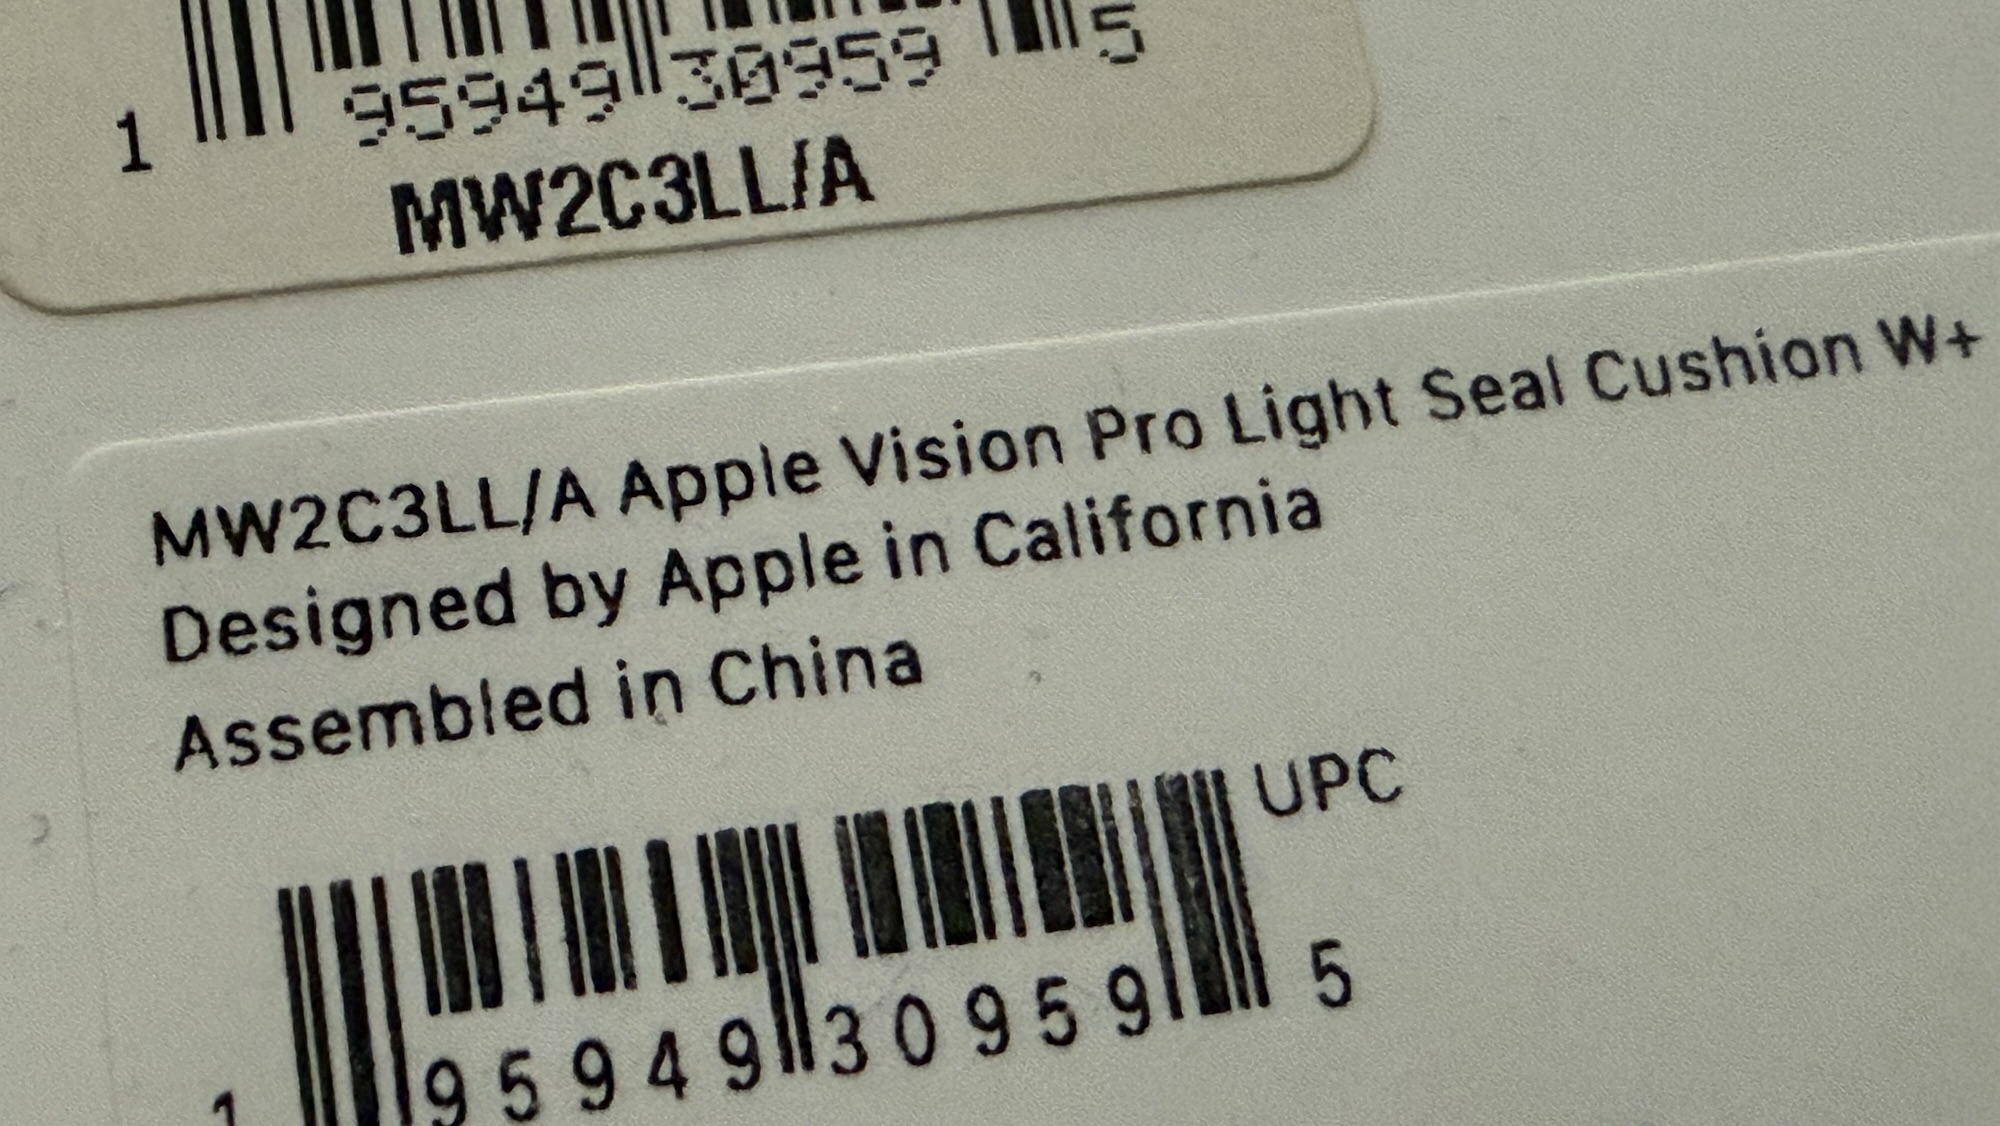 1 95949 30959 5
MW2C3LL/A
MW2C3LL/A Apple Vision Pro Light Seal Cushion W+
Designed by Apple in California
Assembled in China
UPC
1 95949 30959 5